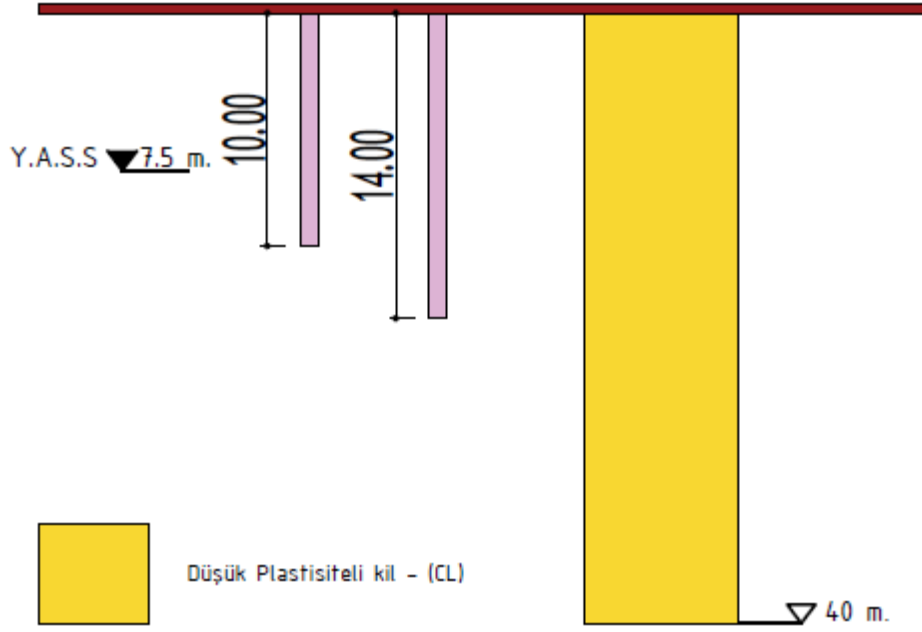 10.00
14.00
Y.A.S.S 7.5 m.
Düşük Plastisiteli kil - (CL)
40 m.